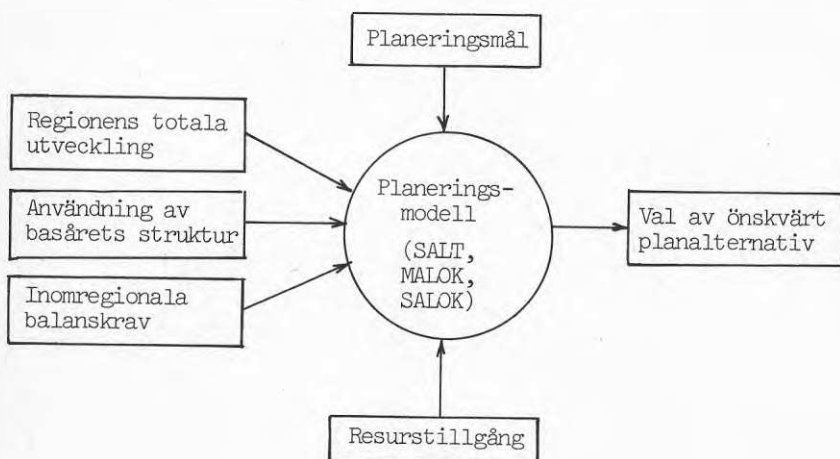 Planeringsmål
Regionens totala
utveckling
Användning av
basårets struktur
Inomregionala
balanskrav
Planerings-
modell
(SALT,
MALOK,
SALOK)
Val av önskvärt
planalternativ
Resurstillgång